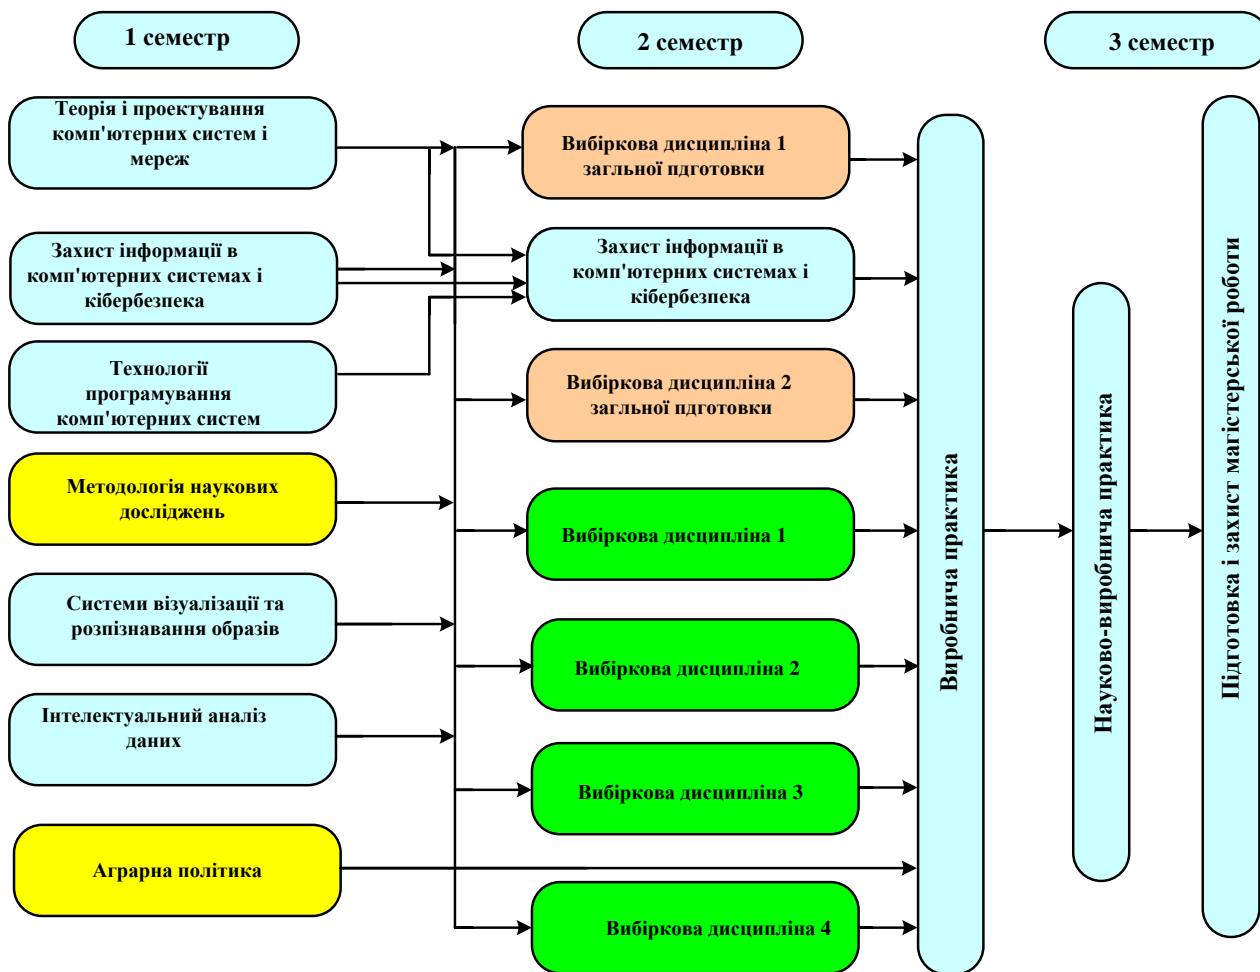 1 семестр
2 семестр
3 семестр
Теорія і проектування
комп'ютерних систем і
мереж
Захист інформації в
комп'ютерних системах і
кібербезпека
Технології
програмування
комп'ютерних систем
Методологія наукових
досліджень
Системи візуалізації та
розпізнавання образів
Інтелектуальний аналіз
даних
Аграрна політика
Вибіркова дисципліна 1
загльної пдготовки
Захист інформації в
комп'ютерних системах і
кібербезпека
Вибіркова дисципліна 2
загльної пдготовки
Вибіркова дисципліна 1
Вибіркова дисципліна 2
Вибіркова дисципліна 3
Вибіркова дисципліна 4
Виробнича практика
Науково-виробнича практика
Підготовка і захист магістерської роботи